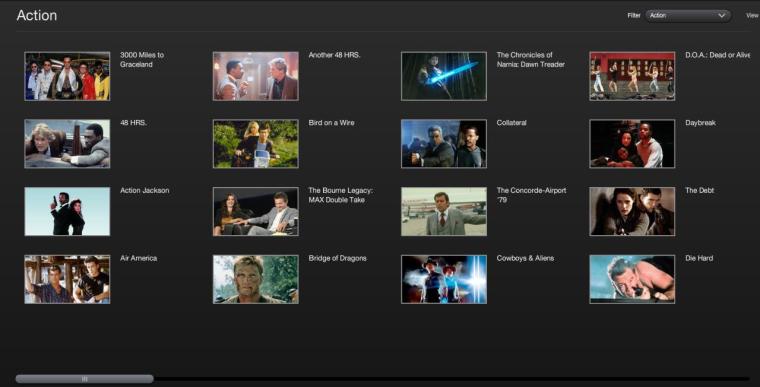 Action
Filter
Action
View
3000 Miles to
Graceland
Another 48 HRS.
The Chronicles of
Narnia: Dawn Treader
D.O.A.: Dead or Alive
48 HRS.
Bird on a Wire
Collateral
Daybreak
Action Jackson
The Bourne Legacy:
MAX Double Take
The Concorde-Airport
'79
The Debt
Air America
Bridge of Dragons
Cowboys & Aliens
Die Hard